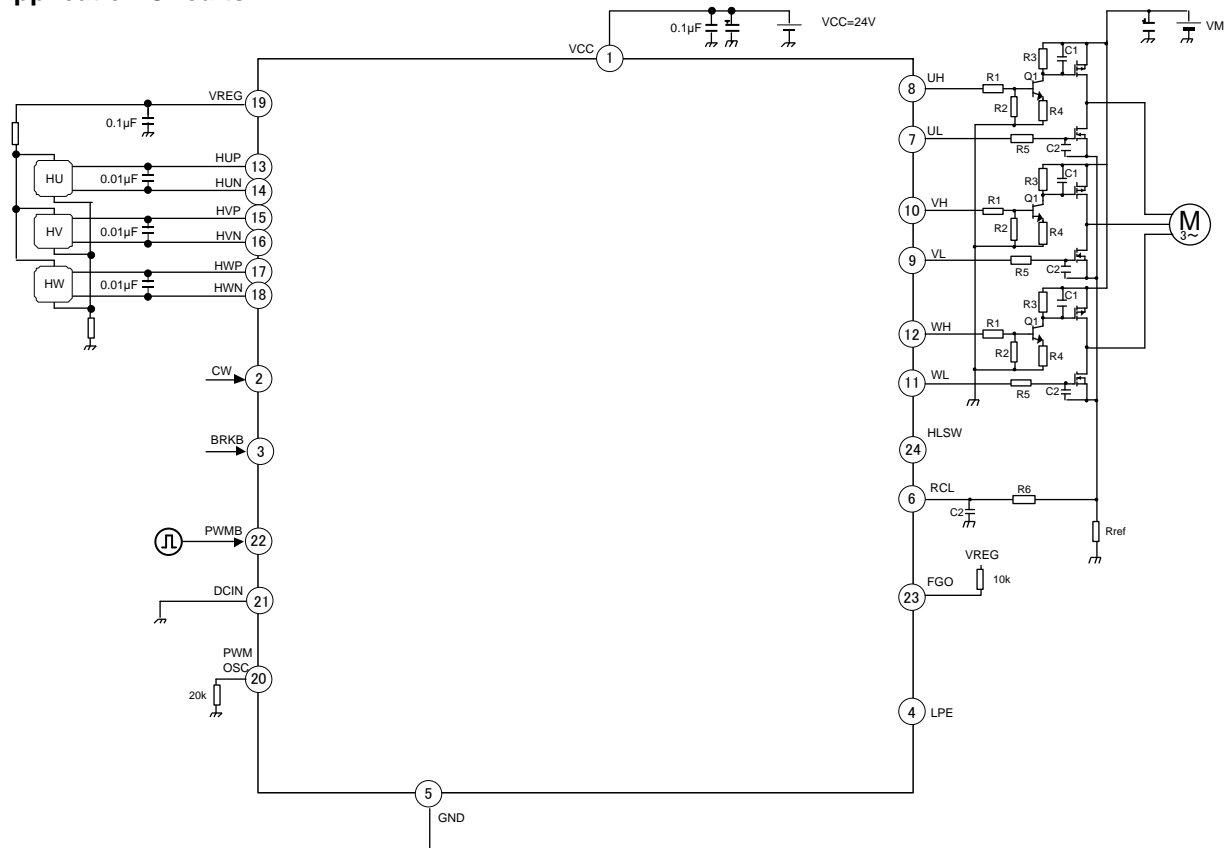 VCC=24V
0.1µF
VM
VCC
1
R3
C1
UH
R1
Q1
8
VREG
19
R2
R4
0.1µF
UL
7
R5
C2
HUP
13
HU
0.01µF
HUN
14
R3
C1
VH
R1
Q1
10
HVP
15
R2
R4
M
3~
HV
0.01µF
HVN
16
VL
9
R5
C2
HWP
17
HW
0.01µF
HWN
18
R3
C1
WH
R1
Q1
12
R2
R4
CW
2
WL
11
R5
C2
BRKB
3
HLSW
24
RCL
6
R6
C2
Rref
PWMB
22
VREG
10k
DCIN
21
FGO
23
PWM
OSC
20
20k
4
LPE
5
GND